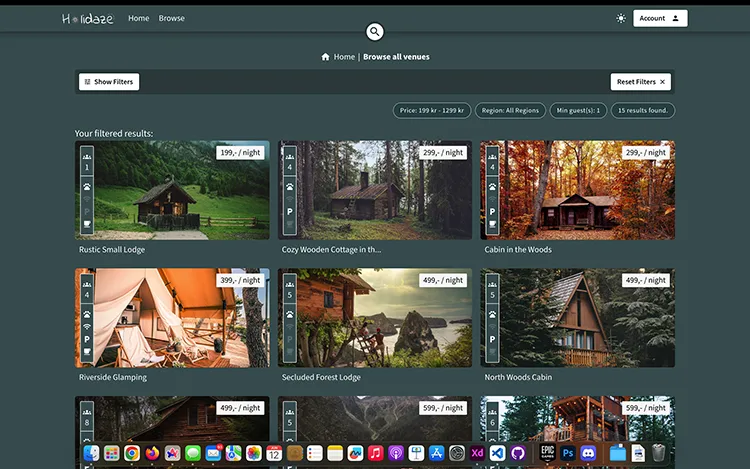 Holidaze
Home Browse
Account
Home | Browse all venues
Show Filters
Reset Filters ×
Price: 199 kr - 1299 kr
Region: All Regions
Min guest(s): 1
15 results found.
Your filtered results:
199,- / night
1
Rustic Small Lodge
299,- / night
4
P
Cozy Wooden Cottage in th...
299,- / night
4
P
Cabin in the Woods
399,- / night
4
P
Riverside Glamping
499,- / night
5
Secluded Forest Lodge
499,- / night
5
P
North Woods Cabin
499,- / night
8
599,- / night
5
599,- / night
6
12
Xd
EPIC
GAMES
Ps